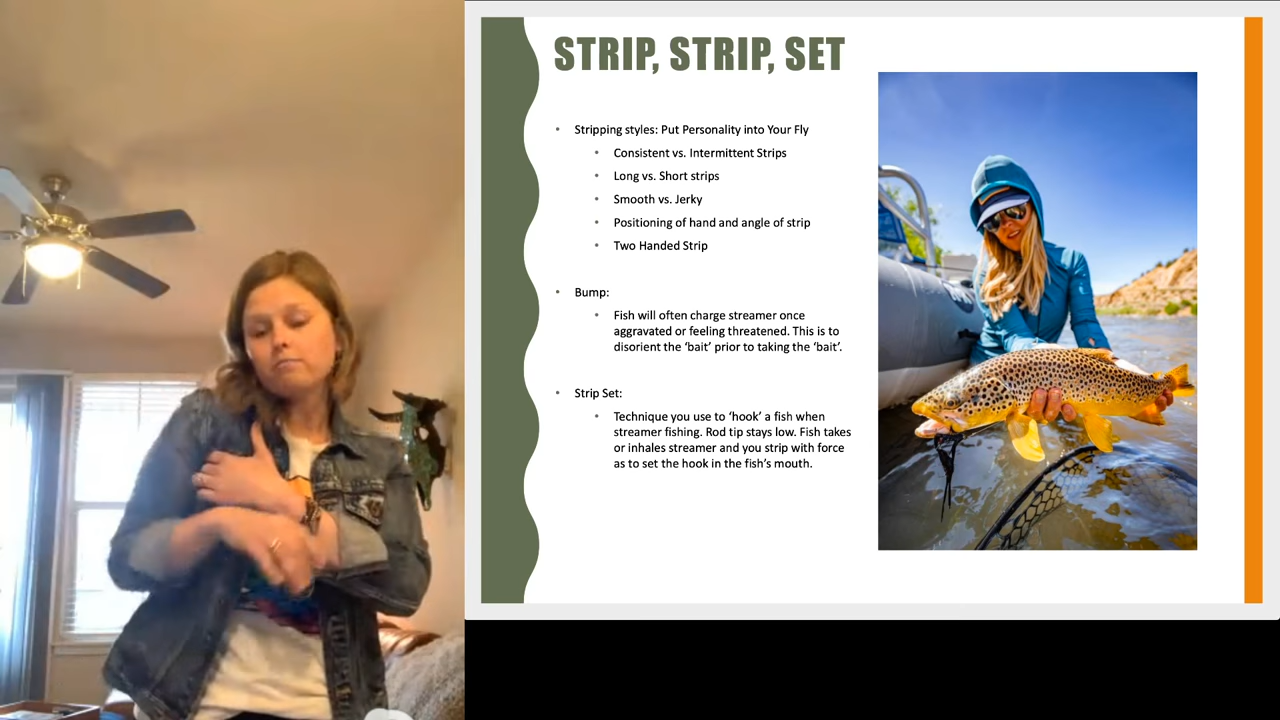 STRIP, STRIP, SET
• Stripping styles: Put Personality into Your Fly
• Consistent vs. Intermittent Strips
• Long vs. Short strips
• Smooth vs. Jerky
• Positioning of hand and angle of strip
• Two Handed Strip
• Bump:
• Fish will often charge streamer once
aggravated or feeling threatened. This is to
disorient the ‘bait’ prior to taking the ‘bait’.
• Strip Set:
• Technique you use to ‘hook’ a fish when
streamer fishing. Rod tip stays low. Fish takes
or inhales streamer and you strip with force
as to set the hook in the fish’s mouth.